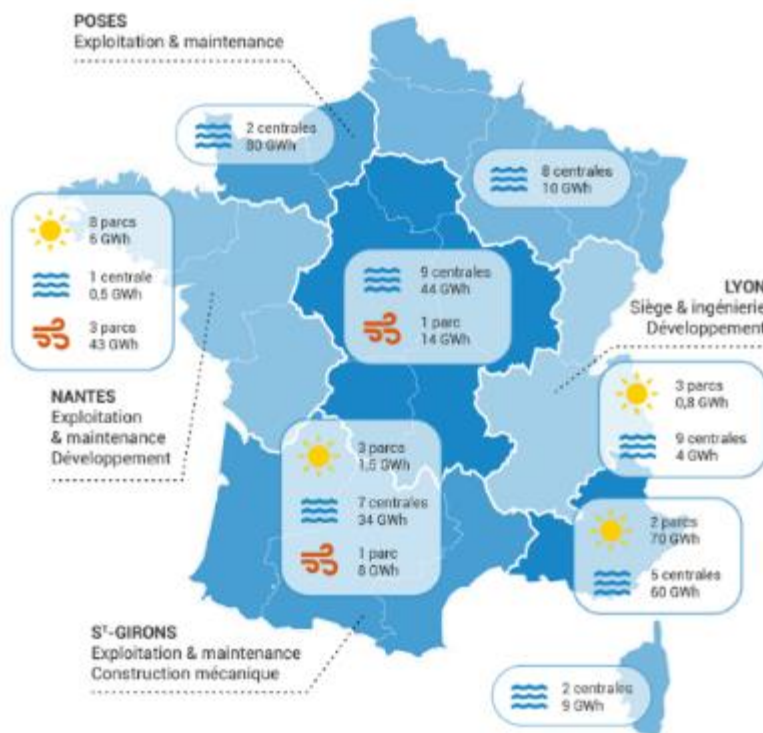 POSES
Exploitation & maintenance
2 centrales
80 GWh
8 centrales
10 GWh
8 parcs
6 GWh
1 centrale
0,5 GWh
3 parcs
43 GWh
9 centrales
44 GWh
1 parc
14 GWh
LYON
Siège & ingénierie
Développement
NANTES
Exploitation
& maintenance
Développement
3 parcs
0,8 GWh
9 centrales
4 GWh
3 parcs
1,5 GWh
7 centrales
34 GWh
1 parc
8 GWh
2 parcs
70 GWh
5 centrales
60 GWh
Sᵗ-GIRONS
Exploitation & maintenance
Construction mécanique
2 centrales
9 GWh